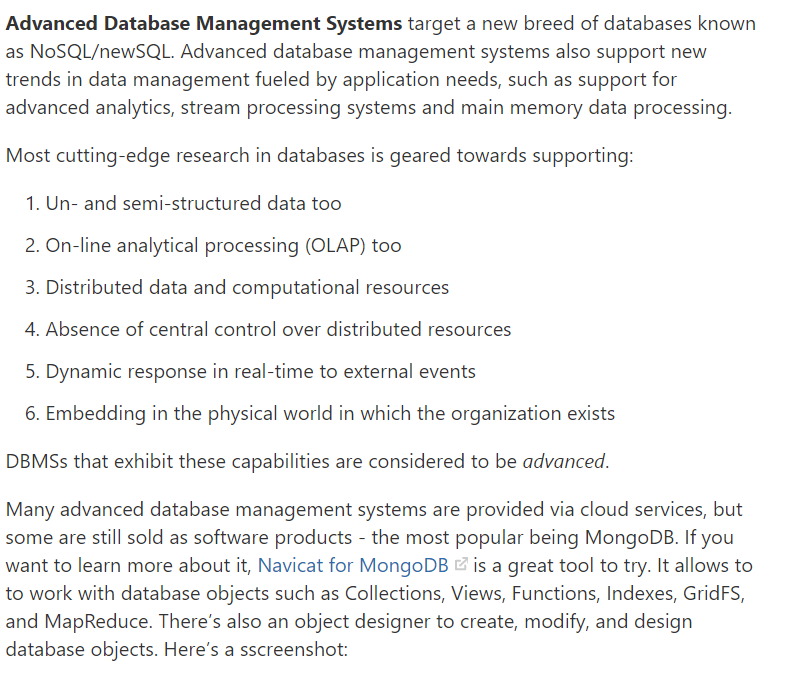 Advanced Database Management Systems target a new breed of databases known
as NoSQL/newSQL. Advanced database management systems also support new
trends in data management fueled by application needs, such as support for
advanced analytics, stream processing systems and main memory data processing.
Most cutting-edge research in databases is geared towards supporting:
1. Un- and semi-structured data too
2. On-line analytical processing (OLAP) too
3. Distributed data and computational resources
4. Absence of central control over distributed resources
5. Dynamic response in real-time to external events
6. Embedding in the physical world in which the organization exists
DBMSs that exhibit these capabilities are considered to be advanced.
Many advanced database management systems are provided via cloud services, but
some are still sold as software products - the most popular being MongoDB. If you
want to learn more about it, Navicat for MongoDB is a great tool to try. It allows to
to work with database objects such as Collections, Views, Functions, Indexes, GridFS,
and MapReduce. There's also an object designer to create, modify, and design
database objects. Here's a sscreenshot: